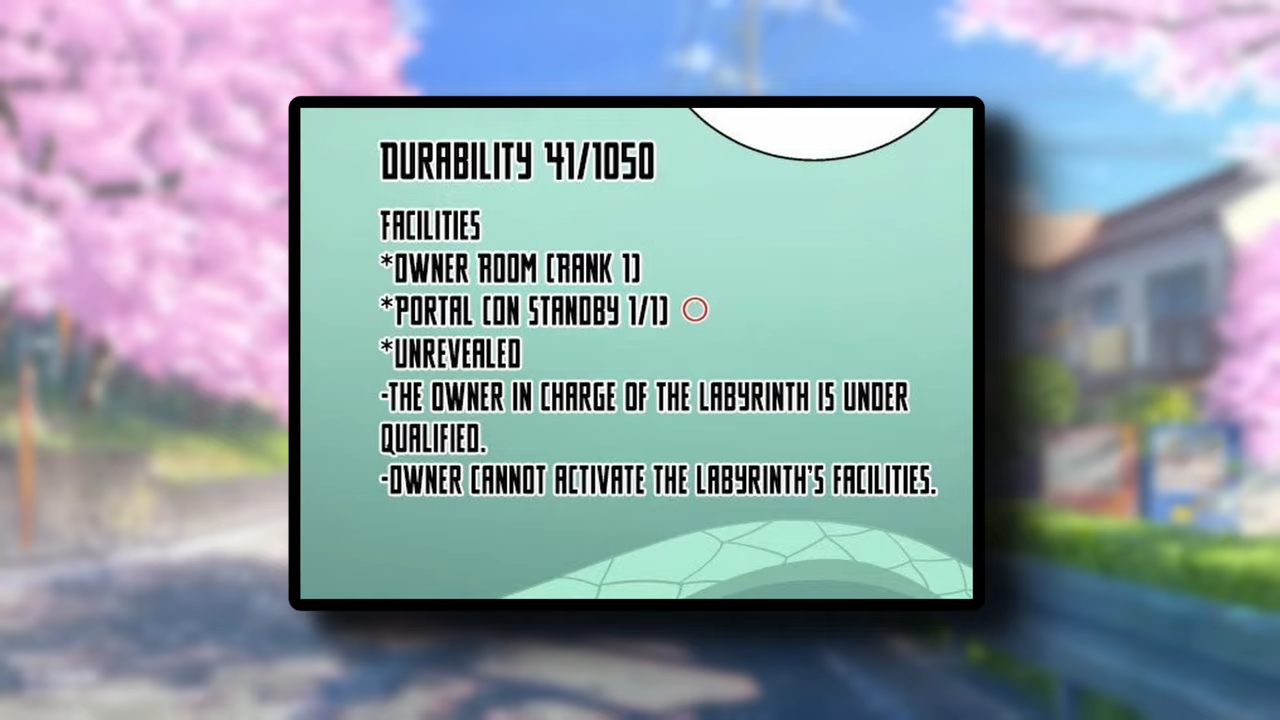 DURABILITY 41/1050
FACILITIES
*OWNER ROOM (RANK 1)
*PORTAL (ON STANDBY 1/1)
*UNREVEALED
-THE OWNER IN CHARGE OF THE LABYRINTH IS UNDER
QUALIFIED.
-OWNER CANNOT ACTIVATE THE LABYRINTH'S FACILITIES.